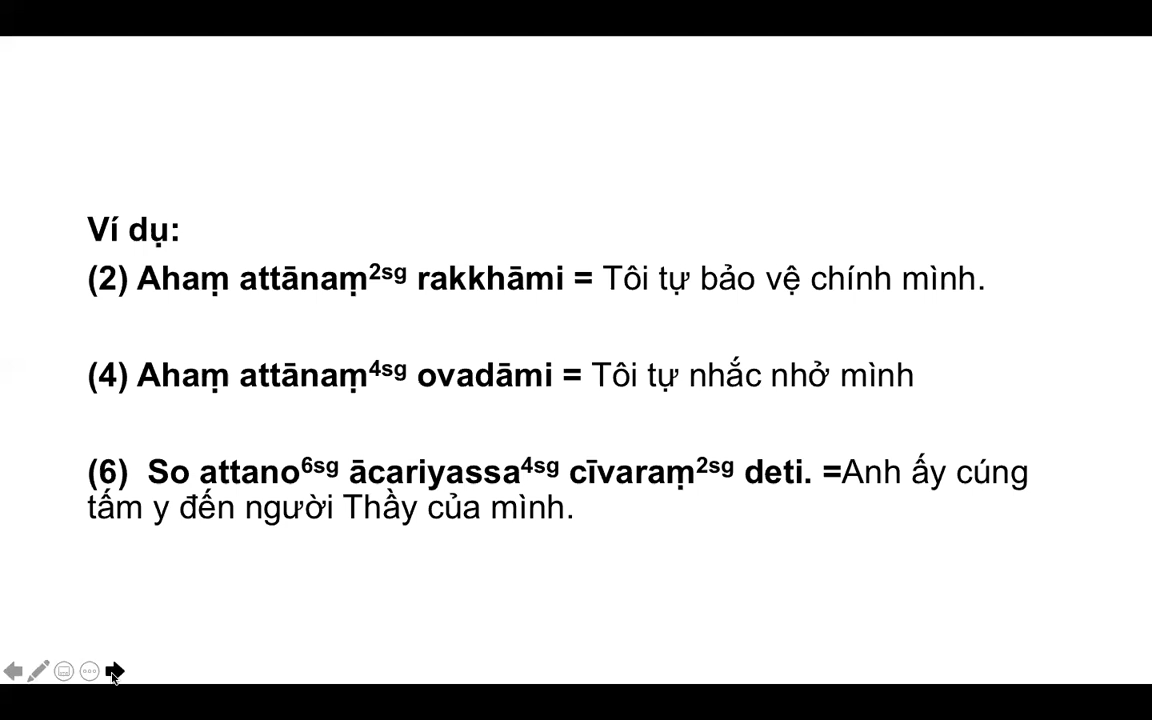 Ví dụ:
(2) Ahaṃ attānaṃ2sg rakkhāmi = Tôi tự bảo vệ chính mình.
(4) Ahaṃ attānaṃ4sg ovadāmi = Tôi tự nhắc nhở mình
(6) So attano6sg ācariyassa4sg cīvaraṃ2sg deti. =Anh ấy cúng
tấm y đến người Thầy của mình.